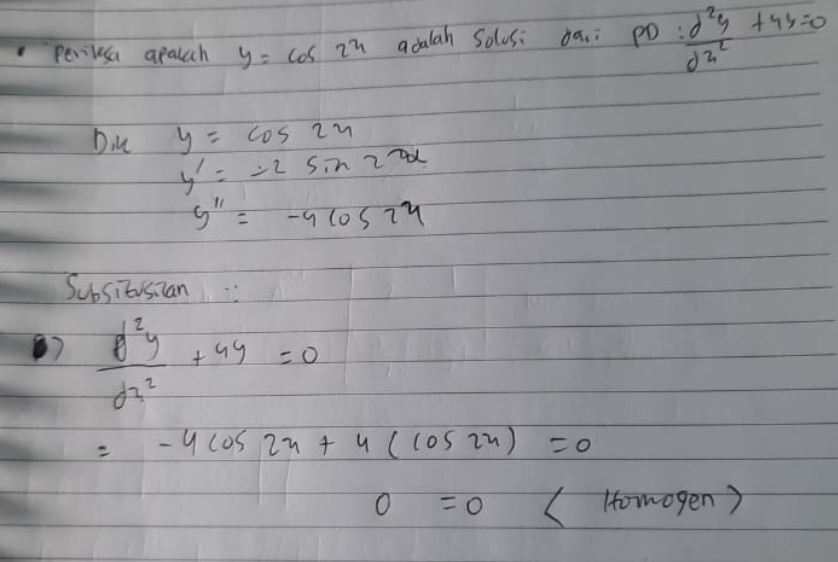 • Periksa apakah y = cos 2x adalah Solusi dari PD : d²y/dx² + 4y = 0
Dik y = cos 2x
y' = -2 Sin 2x
y'' = -4 cos 2x
Subsitusikan :
d²y/dx² + 4y = 0
= -4 cos 2x + 4 (cos 2x) = 0
0 = 0 < Homogen >